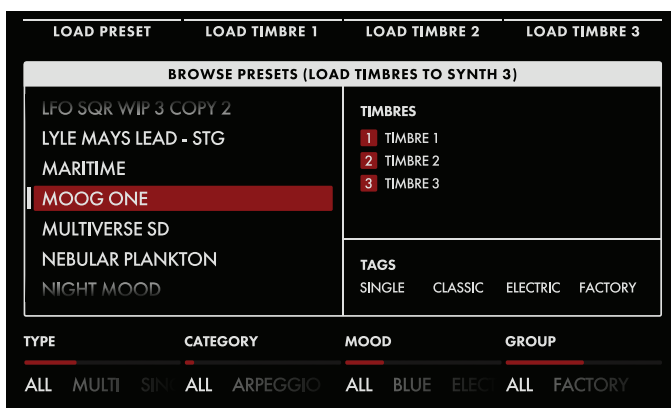 LOAD PRESET LOAD TIMBRE 1 LOAD TIMBRE 2 LOAD TIMBRE 3
BROWSE PRESETS (LOAD TIMBRES TO SYNTH 3)
LFO SQR WIP 3 COPY 2
LYLE MAYS LEAD - STG
MARITIME
MOOG ONE
MULTIVERSE SD
NEBULAR PLANKTON
NIGHT MOOD
TIMBRES
1 TIMBRE 1
2 TIMBRE 2
3 TIMBRE 3
TAGS
SINGLE CLASSIC ELECTRIC FACTORY
TYPE CATEGORY MOOD GROUP
ALL MULTI SIN ALL ARPEGGIO ALL BLUE ELECT ALL FACTORY